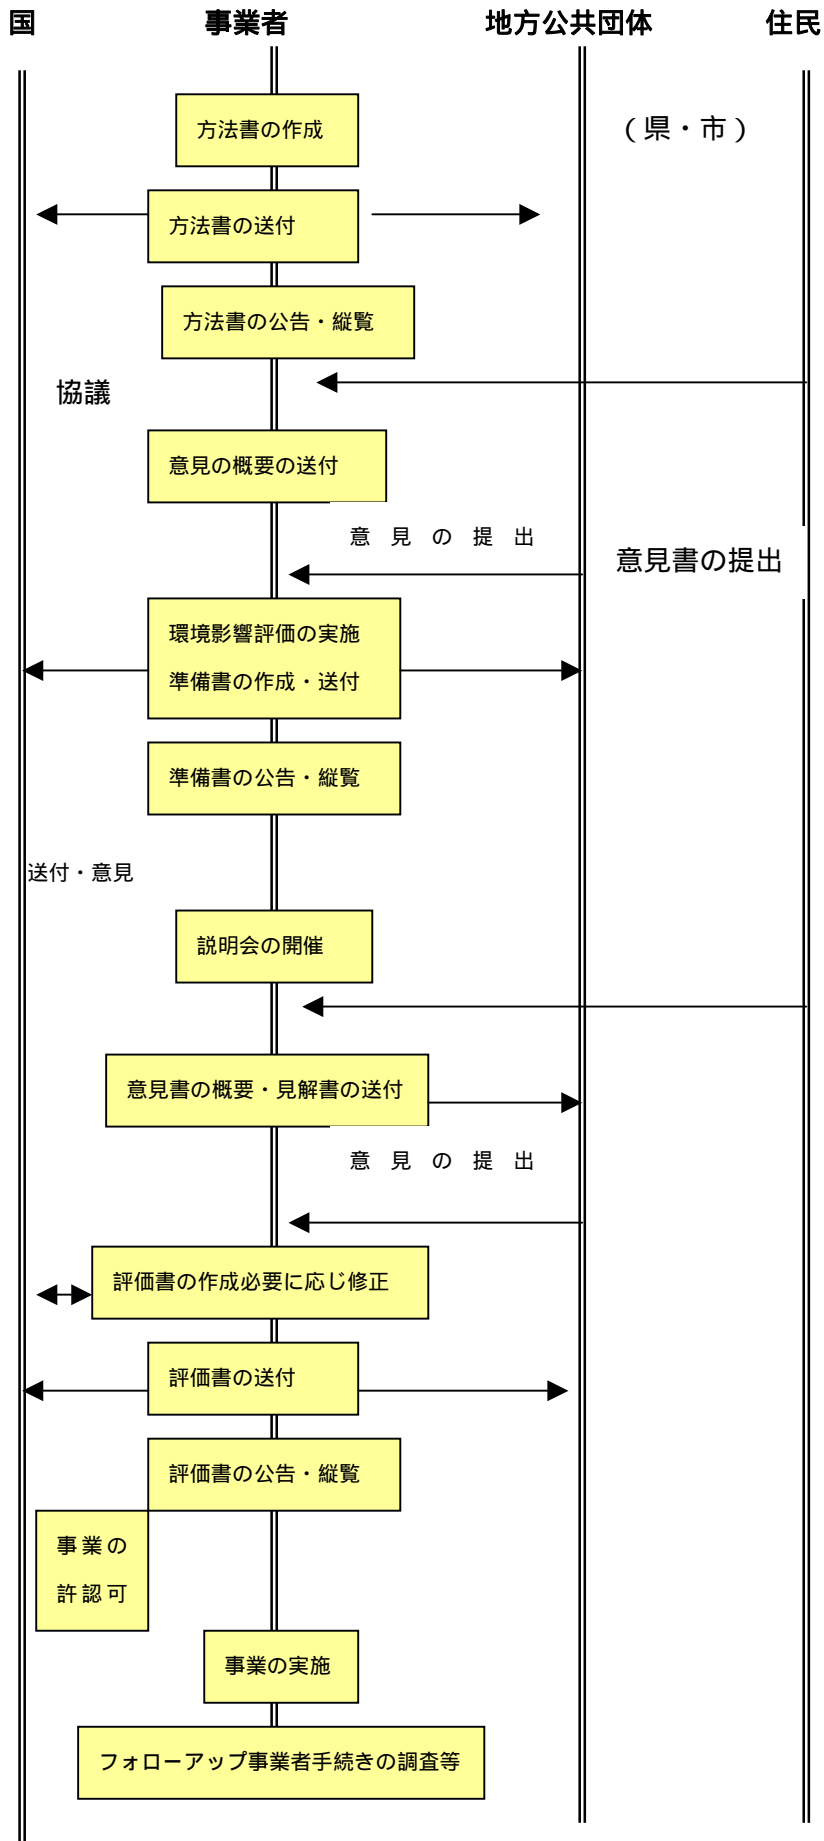 国 事業者 地方公共団体 住民
方法書の作成
（県・市）
方法書の送付
方法書の公告・縦覧
協議
意見の概要の送付
意見の提出
意見書の提出
環境影響評価の実施
準備書の作成・送付
準備書の公告・縦覧
送付・意見
説明会の開催
意見書の概要・見解書の送付
意見の提出
評価書の作成必要に応じ修正
評価書の送付
評価書の公告・縦覧
事業の
許認可
事業の実施
フォローアップ事業者手続きの調査等